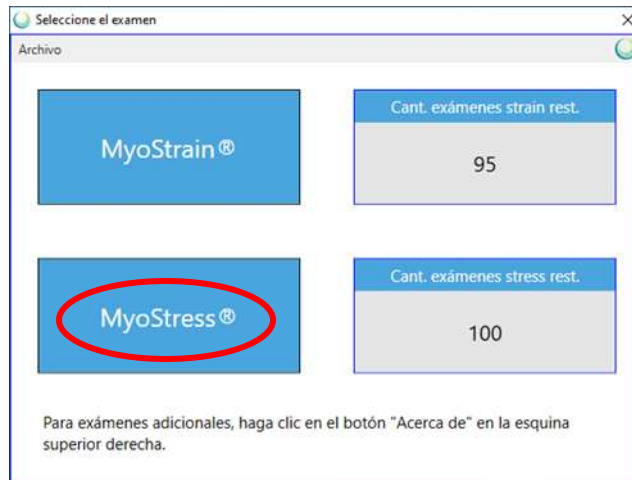 Seleccione el examen
Archivo
MyoStrain®
Cant. exámenes strain rest.
95
MyoStress®
Cant. exámenes stress rest.
100
Para exámenes adicionales, haga clic en el botón "Acerca de" en la esquina
superior derecha.